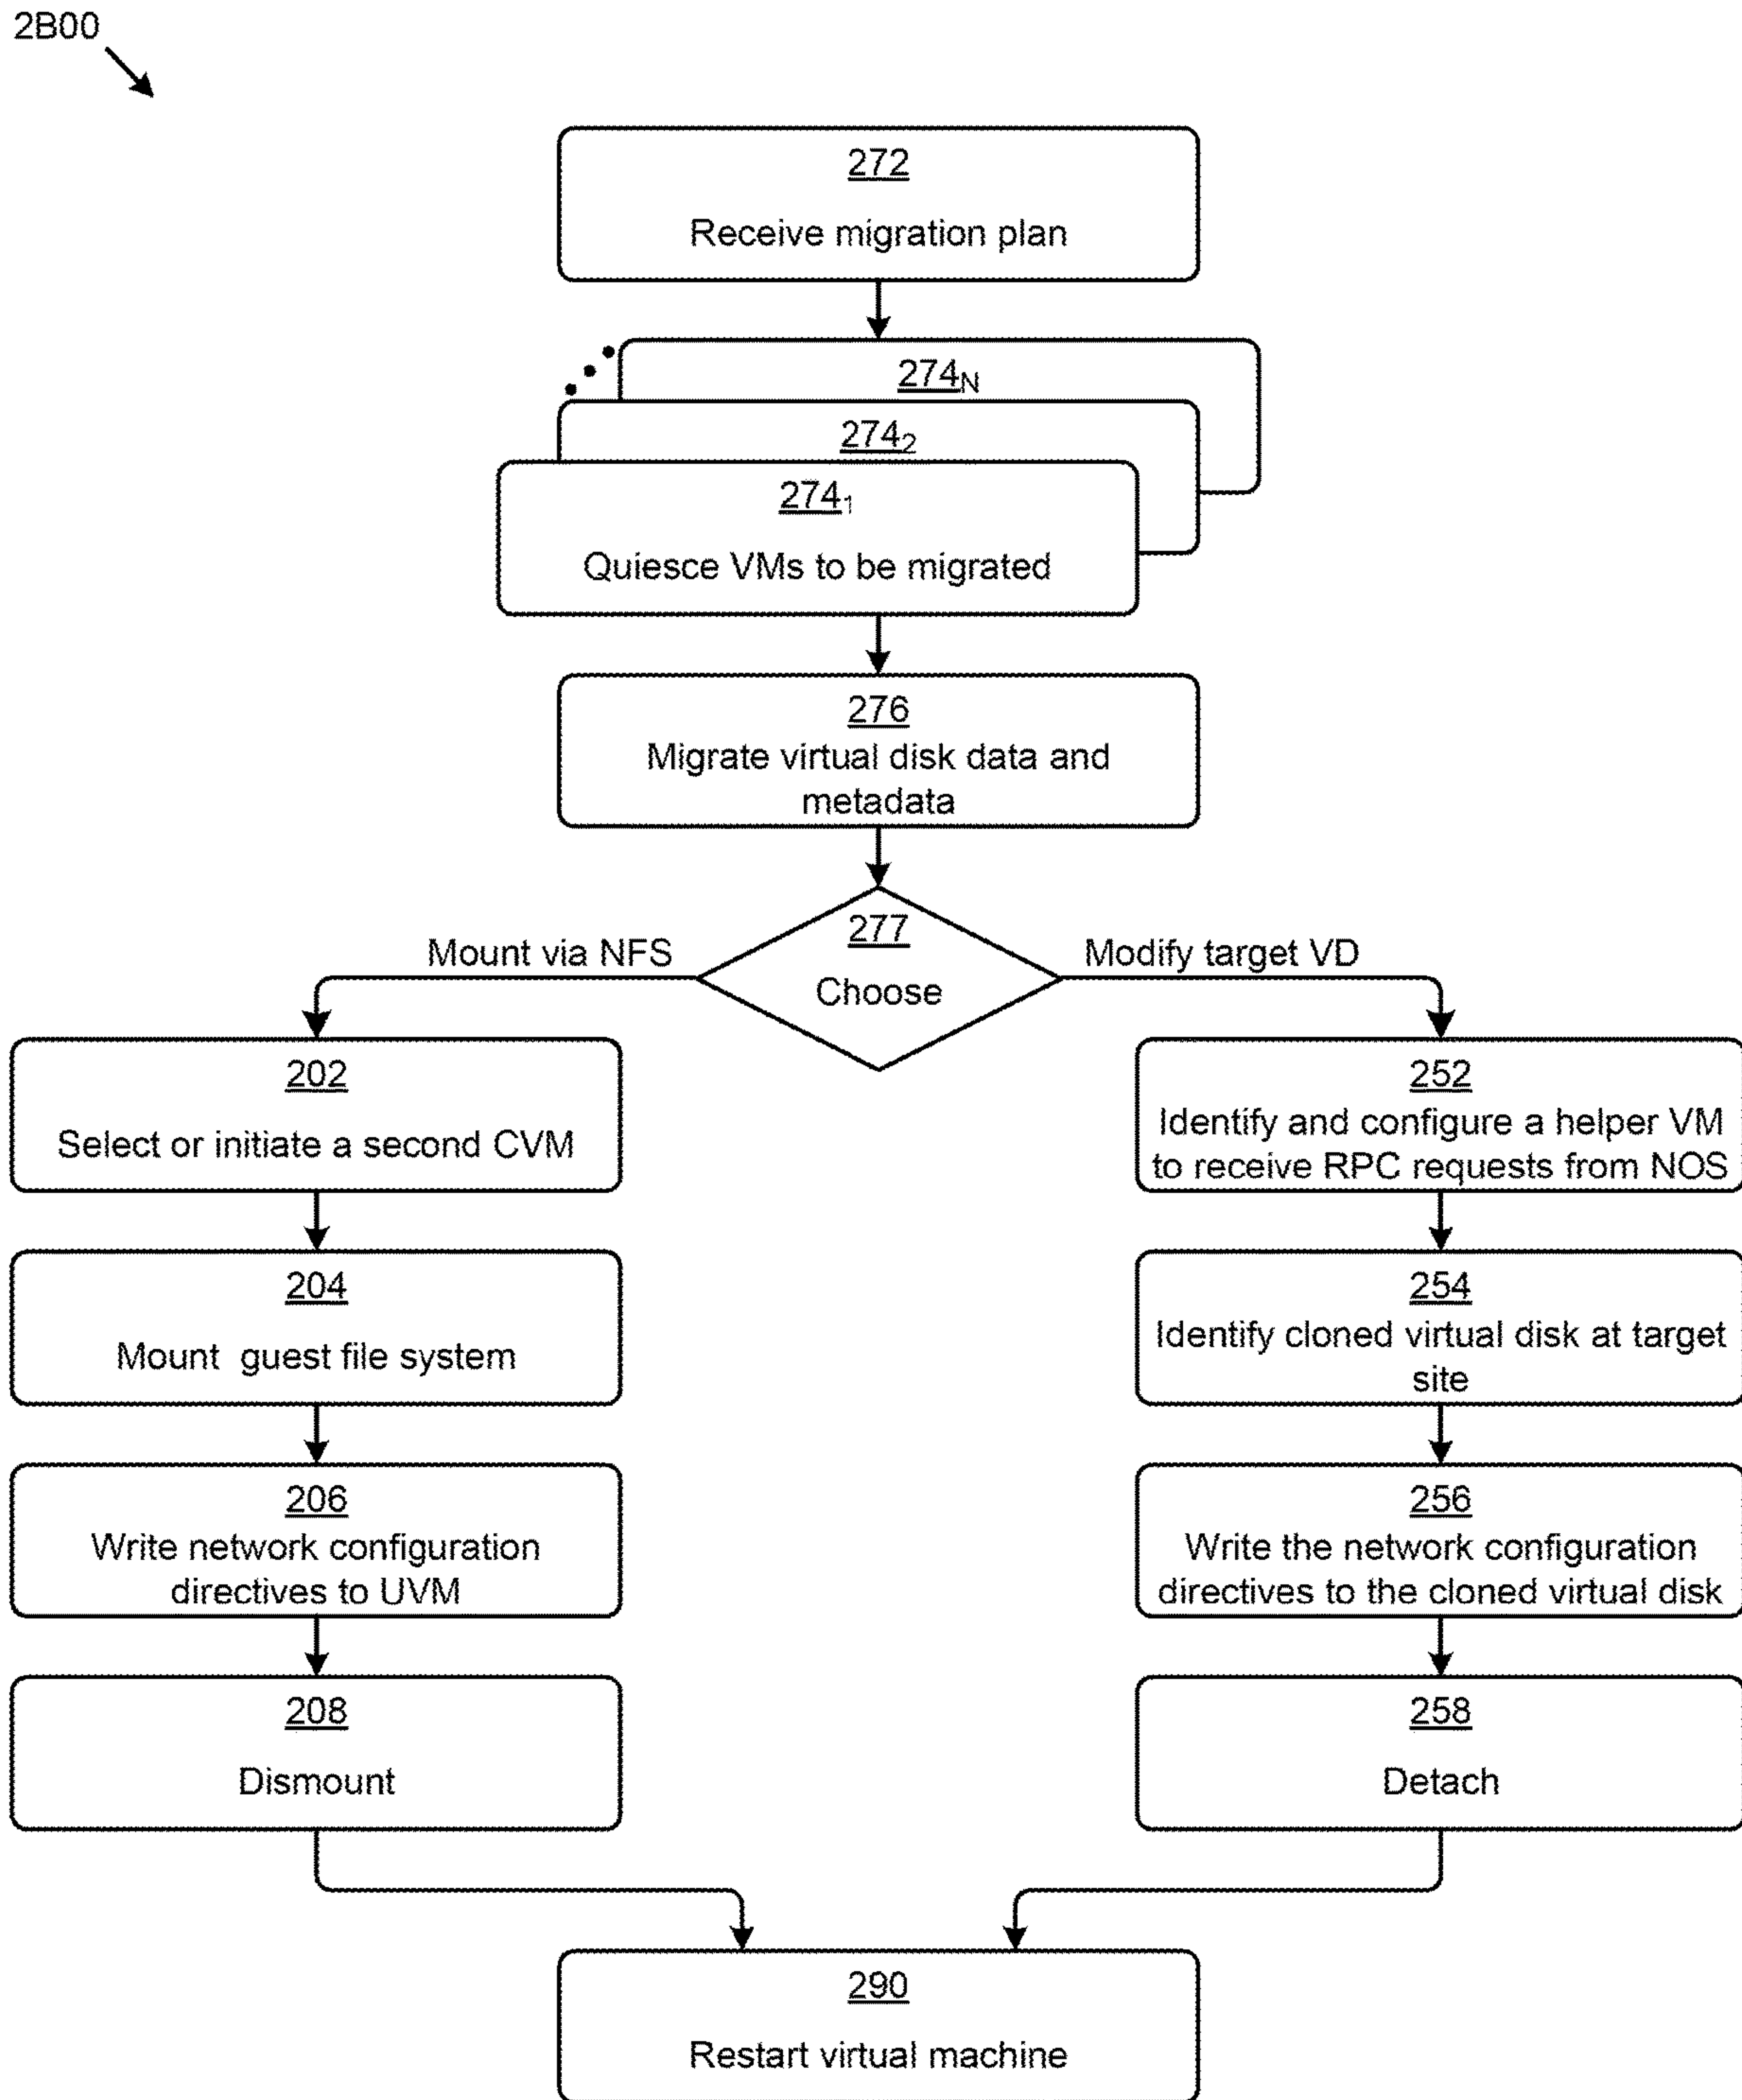 2B00
272
Receive migration plan
274N
2742
2741
Quiesce VMs to be migrated
276
Migrate virtual disk data and
metadata
277
Choose
Mount via NFS
Modify target VD
202
Select or initiate a second CVM
204
Mount guest file system
206
Write network configuration
directives to UVM
208
Dismount
252
Identify and configure a helper VM
to receive RPC requests from NOS
254
Identify cloned virtual disk at target
site
256
Write the network configuration
directives to the cloned virtual disk
258
Detach
290
Restart virtual machine